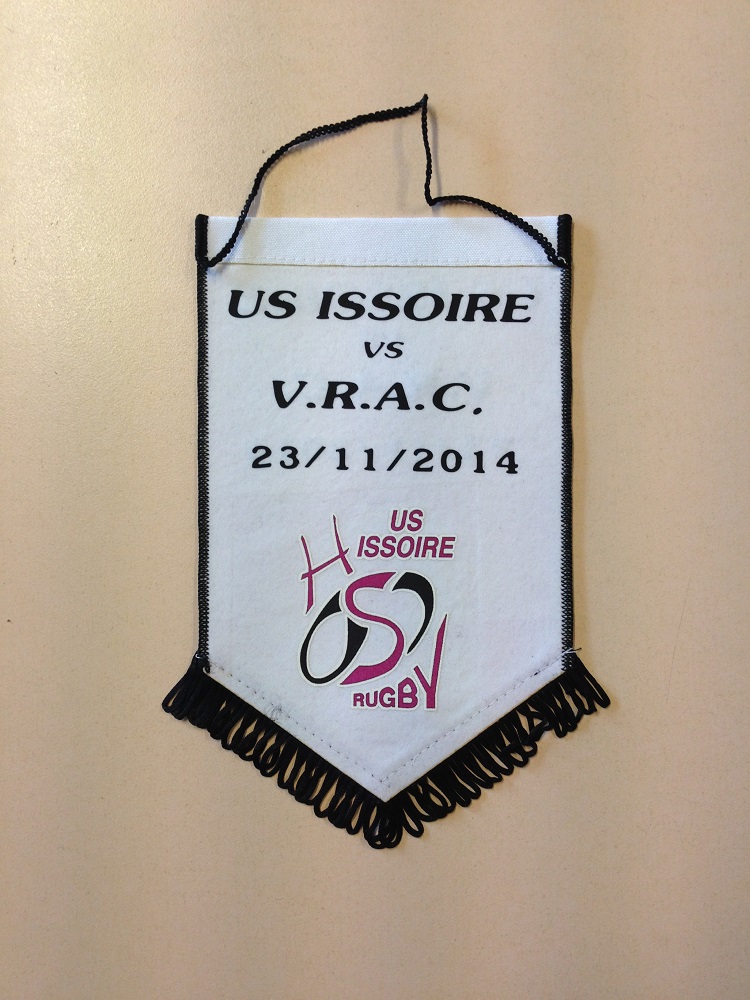 US ISSOIRE
VS
V.R.A.C.
23/11/2014
US
ISSOIRE
RUGBY